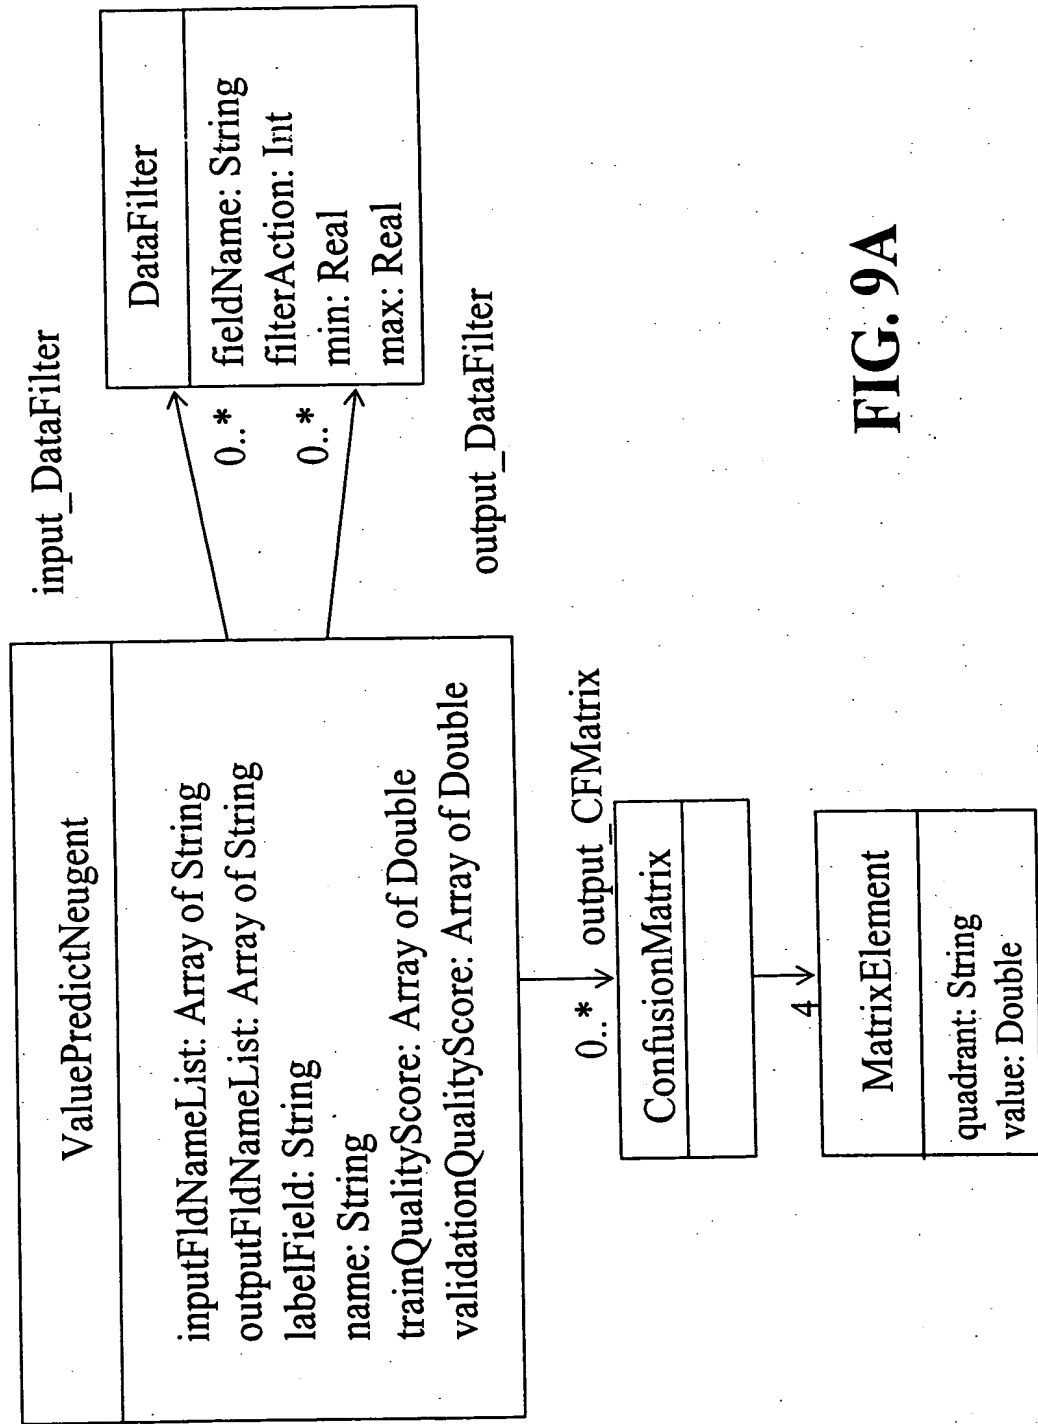 ValuePredictNeugent
inputFldNameList: Array of String
outputFldNameList: Array of String
labelField: String
name: String
trainQualityScore: Array of Double
validationQualityScore: Array of Double
input_DataFilter
DataFilter
fieldName: String
filterAction: Int
min: Real
max: Real
0..*
0..*
output_DataFilter
0..* output_CFMatrix
ConfusionMatrix
4
MatrixElement
quadrant: String
value: Double
FIG. 9A